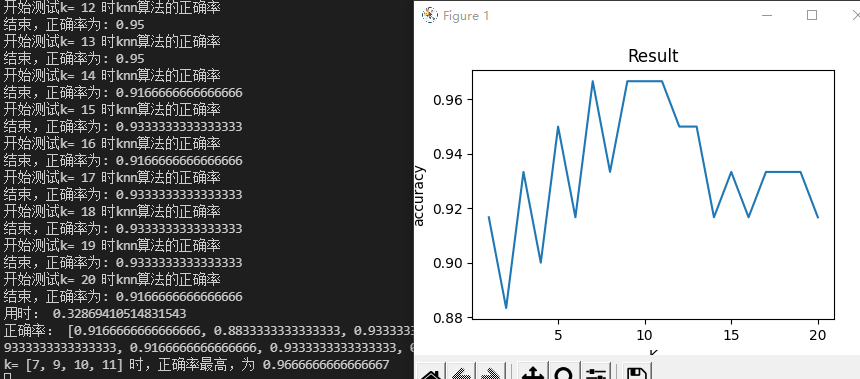 开始测试k= 12 时knn算法的正确率
结束，正确率为: 0.95
开始测试k= 13 时knn算法的正确率
结束，正确率为: 0.95
开始测试k= 14 时knn算法的正确率
结束，正确率为: 0.9166666666666666
开始测试k= 15 时knn算法的正确率
结束，正确率为: 0.9333333333333333
开始测试k= 16 时knn算法的正确率
结束，正确率为: 0.9166666666666666
开始测试k= 17 时knn算法的正确率
结束，正确率为: 0.9333333333333333
开始测试k= 18 时knn算法的正确率
结束，正确率为: 0.9333333333333333
开始测试k= 19 时knn算法的正确率
结束，正确率为: 0.9333333333333333
开始测试k= 20 时knn算法的正确率
结束，正确率为: 0.9166666666666666
用时： 0.32869410514831543
正确率： [0.9166666666666666, 0.8833333333333333, 0.93333
9333333333333333, 0.9166666666666666, 0.9333333333333333, 
k= [7, 9, 10, 11] 时，正确率最高，为 0.9666666666666667
Figure 1
Result
0.96
0.94
0.92
0.90
0.88
accuracy
5
10
15
20